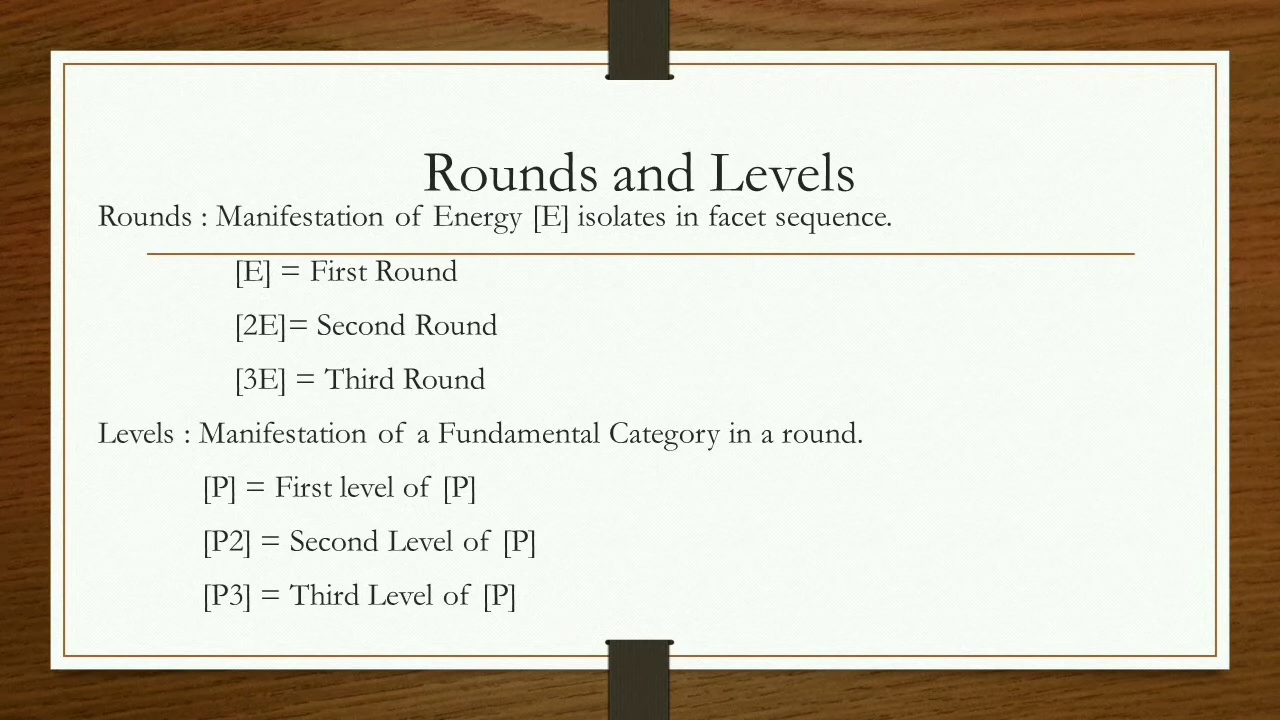 Rounds and Levels
Rounds : Manifestation of Energy [E] isolates in facet sequence.
[E] = First Round
[2E]= Second Round
[3E] = Third Round
Levels : Manifestation of a Fundamental Category in a round.
[P] = First level of [P]
[P2] = Second Level of [P]
[P3] = Third Level of [P]